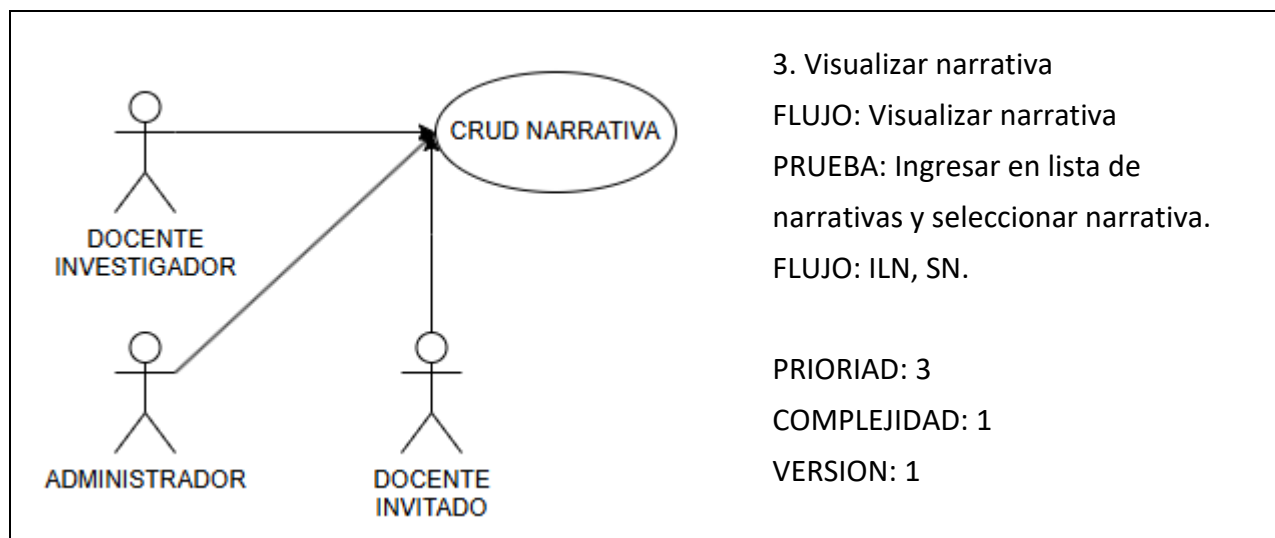 CRUD NARRATIVA
DOCENTE
INVESTIGADOR
ADMINISTRADOR
DOCENTE
INVITADO
3. Visualizar narrativa
FLUJO: Visualizar narrativa
PRUEBA: Ingresar en lista de
narrativas y seleccionar narrativa.
FLUJO: ILN, SN.
PRIORIAD: 3
COMPLEJIDAD: 1
VERSION: 1